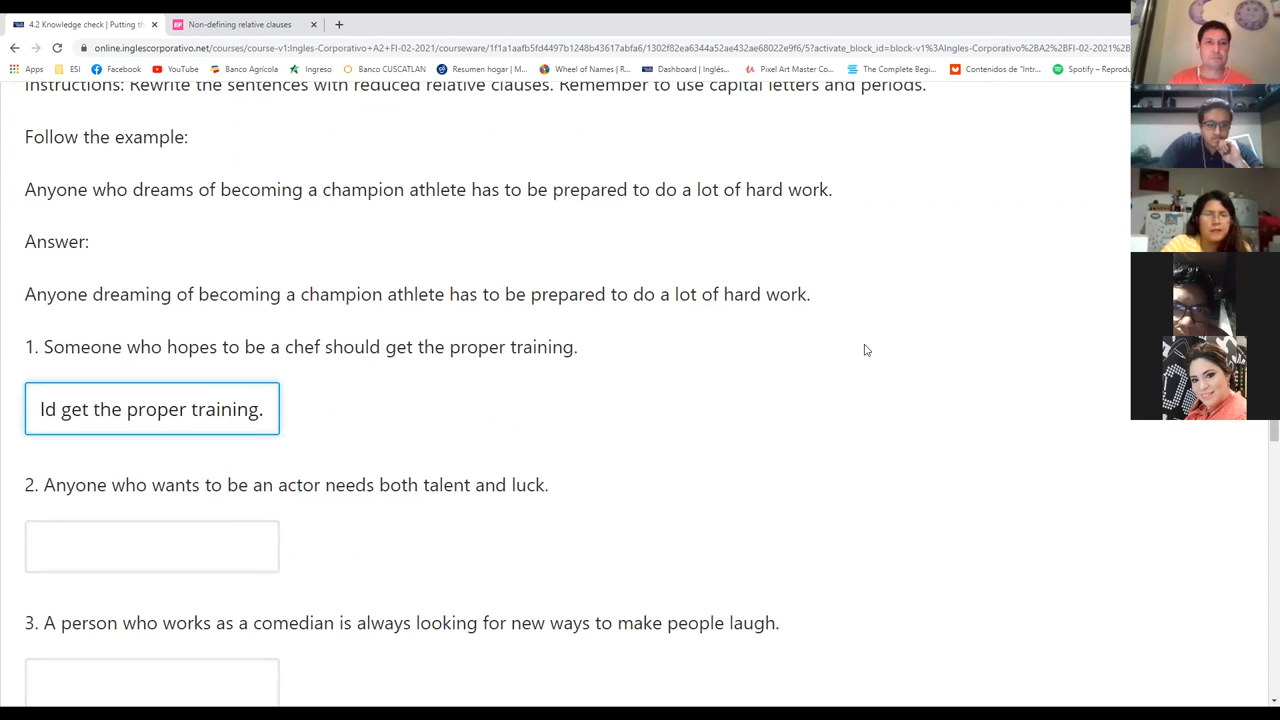 4.2 Knowledge check | Putting th
Non-defining relative clauses
online.inglescorporativo.net/courses/course-v1:Ingles-Corporativo+A2+FI-02-2021/courseware/1f1a1aafb5fd4497b1248b43617abfa6/1302f82ea6344a52ae432ae68022e9f6/5?activate_block_id=block-v1%3AIngles-Corporativo%2BA2%2BFI-02-2021%2B
Apps ESI Facebook YouTube Banco Agrícola Ingreso Banco CUSCATLAN Resumen hogar | M... Wheel of Names | R... Dashboard | Inglés... Pixel Art Master Co... The Complete Begi... Contenidos de "Intr... Spotify – Reprodu
Instructions: Rewrite the sentences with reduced relative clauses. Remember to use capital letters and periods.
Follow the example:
Anyone who dreams of becoming a champion athlete has to be prepared to do a lot of hard work.
Answer:
Anyone dreaming of becoming a champion athlete has to be prepared to do a lot of hard work.
1. Someone who hopes to be a chef should get the proper training.
ld get the proper training.
2. Anyone who wants to be an actor needs both talent and luck.
3. A person who works as a comedian is always looking for new ways to make people laugh.